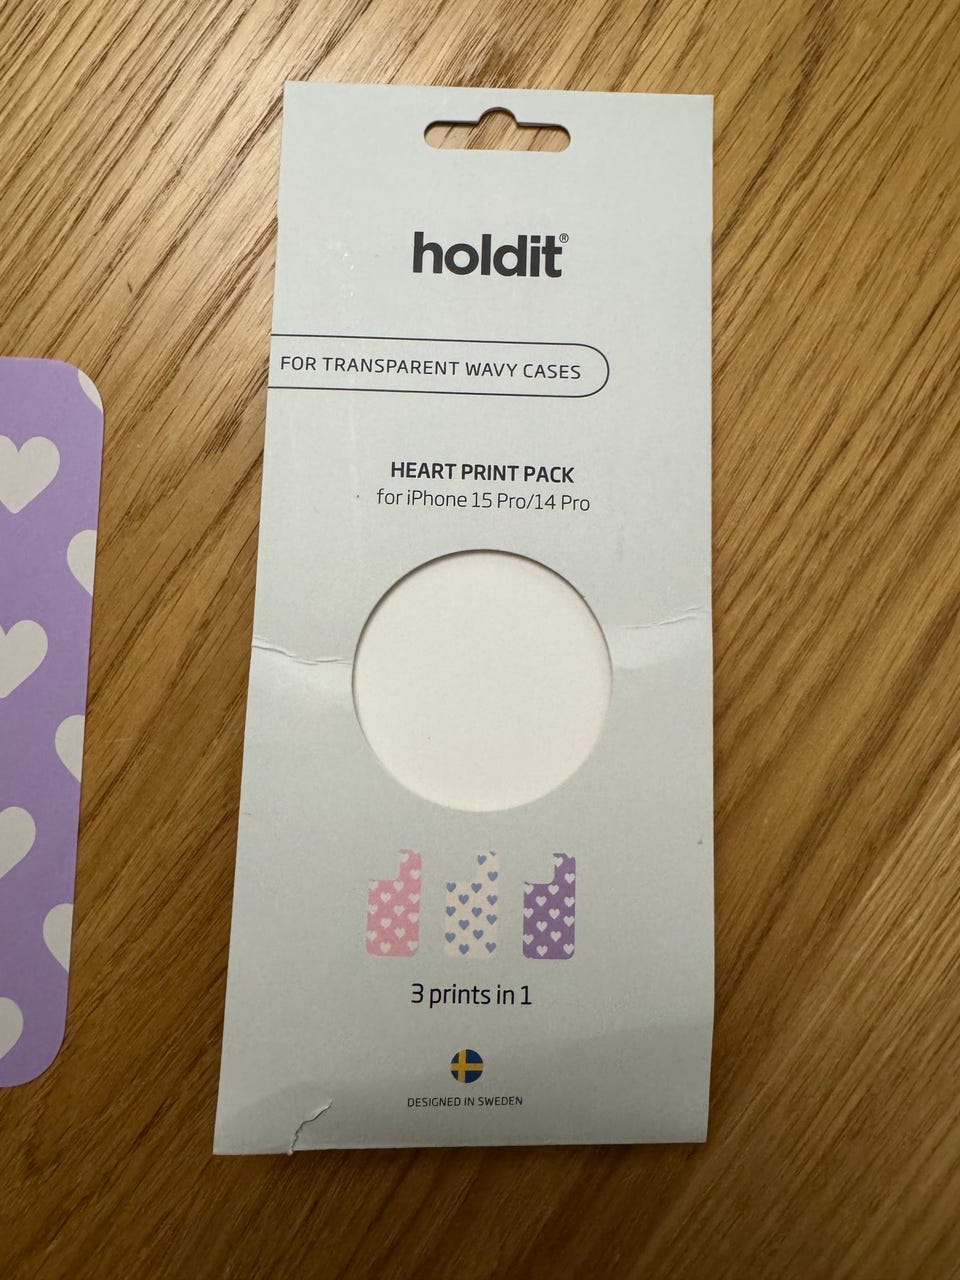 holdit®
FOR TRANSPARENT WAVY CASES
HEART PRINT PACK
for iPhone 15 Pro/14 Pro
3 prints in 1
DESIGNED IN SWEDEN